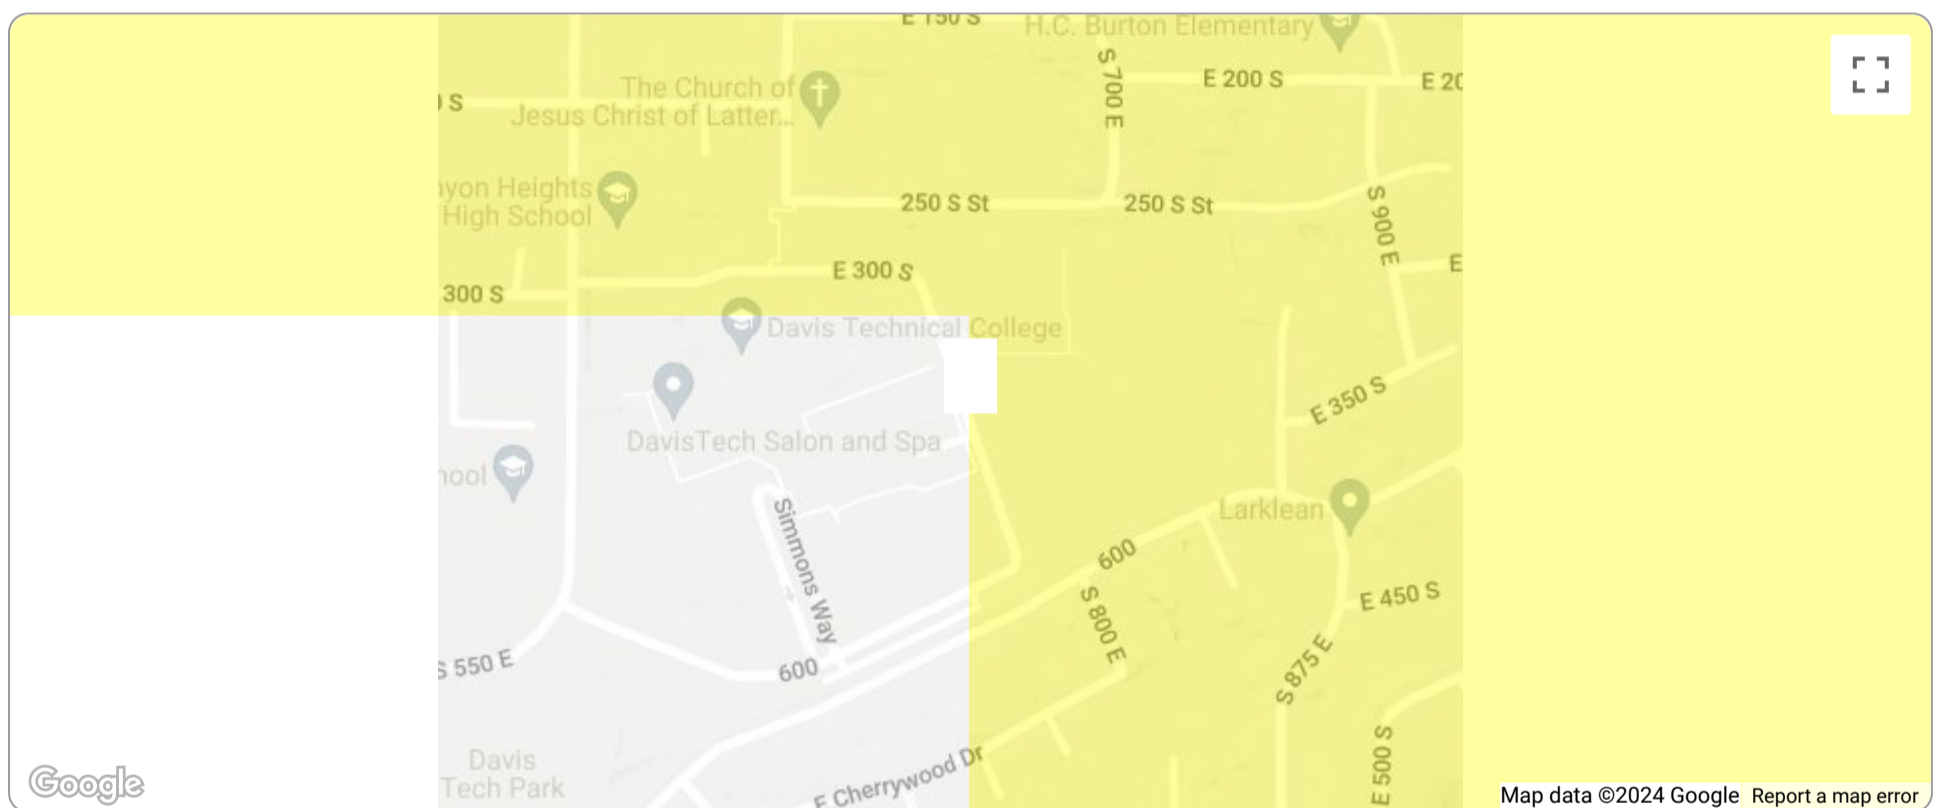 E 150 S
H.C. Burton Elementary
E 200 S
E 20
S 700 E
The Church of
Jesus Christ of Latter...
S
nyon Heights
High School
250 S St
250 S St
S 900 E
E 300 S
E
300 S
Davis Technical College
E 350 S
DavisTech Salon and Spa
hool
Larklean
Simmons Way
600
E 450 S
S 800 E
S 550 E
600
S 875 E
E 500 S
Davis
Tech Park
E Cherrywood Dr
Google
Map data ©2024 Google
Report a map error